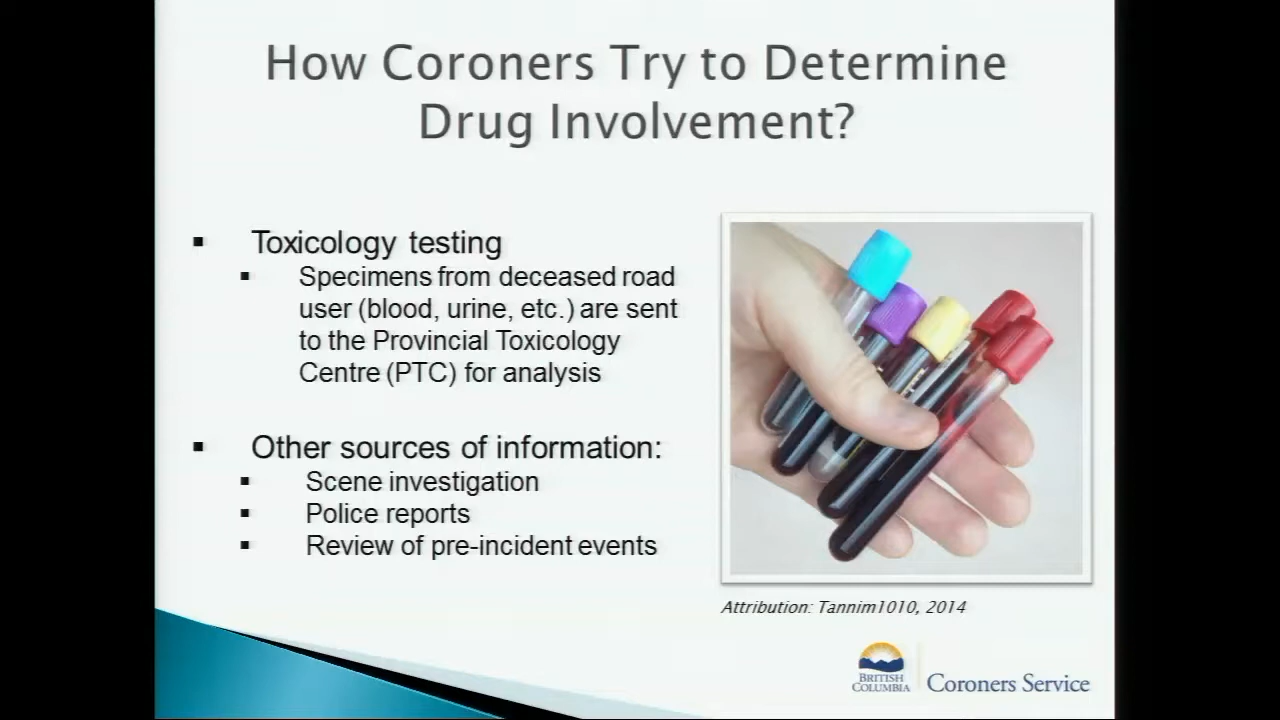 How Coroners Try to Determine
Drug Involvement?
▪ Toxicology testing
▪ Specimens from deceased road
user (blood, urine, etc.) are sent
to the Provincial Toxicology
Centre (PTC) for analysis
▪ Other sources of information:
▪ Scene investigation
▪ Police reports
▪ Review of pre-incident events
Attribution: Tannim1010, 2014
BRITISH
COLUMBIA
Coroners Service